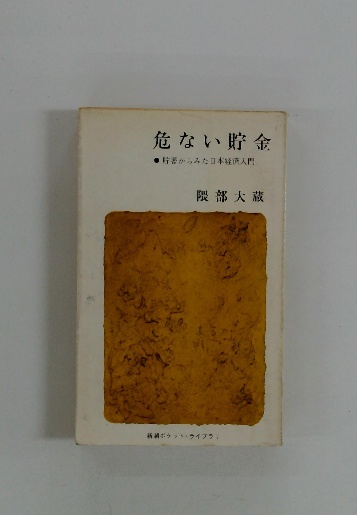 危ない貯金
●貯蓄からみた日本経済入門
隈部大蔵
新潮ポケット・ライブラリ